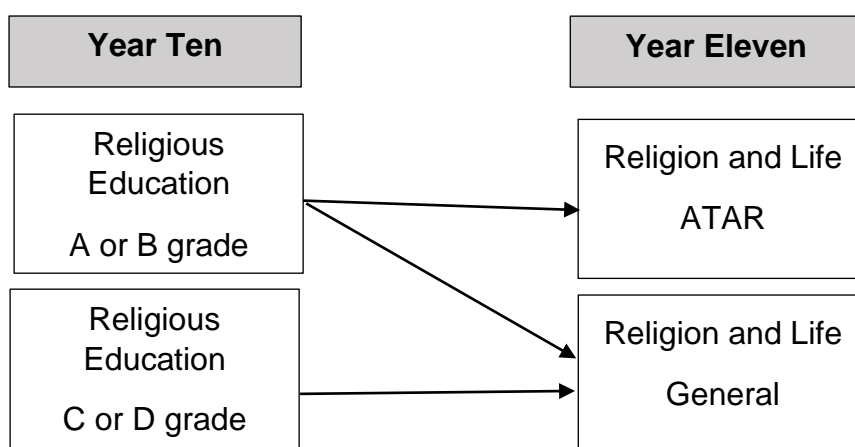 Year Ten
Year Eleven
Religious
Education
A or B grade
Religion and Life
ATAR
Religious
Education
C or D grade
Religion and Life
General